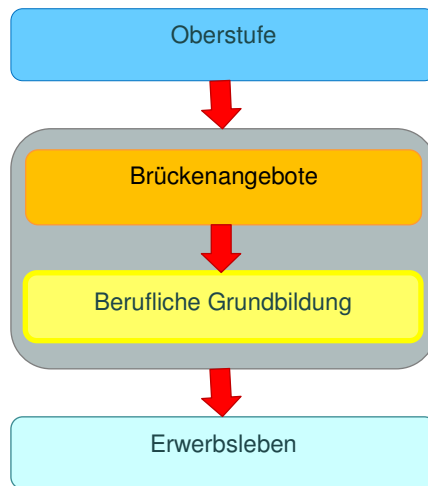 Oberstufe
Brückenangebote
Berufliche Grundbildung
Erwerbsleben